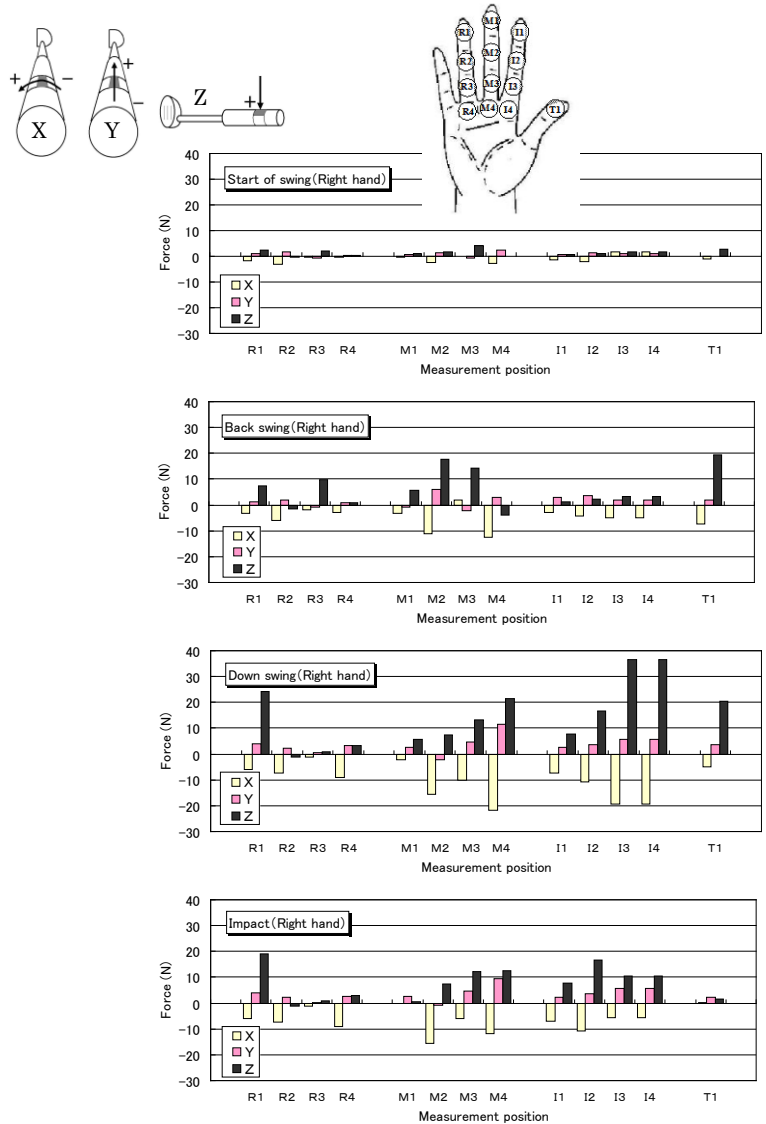 + −
X
+
−
Y
Z
+
R1 M1 I1
R2 M2 I2
R3 M3 I3
R4 M4 I4 T1
Start of swing(Right hand)
Force (N)
40
30
20
10
0
−10
−20
−30
X
Y
Z
R1 R2 R3 R4 M1 M2 M3 M4 I1 I2 I3 I4 T1
Measurement position
Back swing(Right hand)
Force (N)
40
30
20
10
0
−10
−20
−30
X
Y
Z
R1 R2 R3 R4 M1 M2 M3 M4 I1 I2 I3 I4 T1
Measurement position
Down swing(Right hand)
Force (N)
40
30
20
10
0
−10
−20
−30
X
Y
Z
R1 R2 R3 R4 M1 M2 M3 M4 I1 I2 I3 I4 T1
Measurement position
Impact(Right hand)
Force (N)
40
30
20
10
0
−10
−20
−30
X
Y
Z
R1 R2 R3 R4 M1 M2 M3 M4 I1 I2 I3 I4 T1
Measurement position